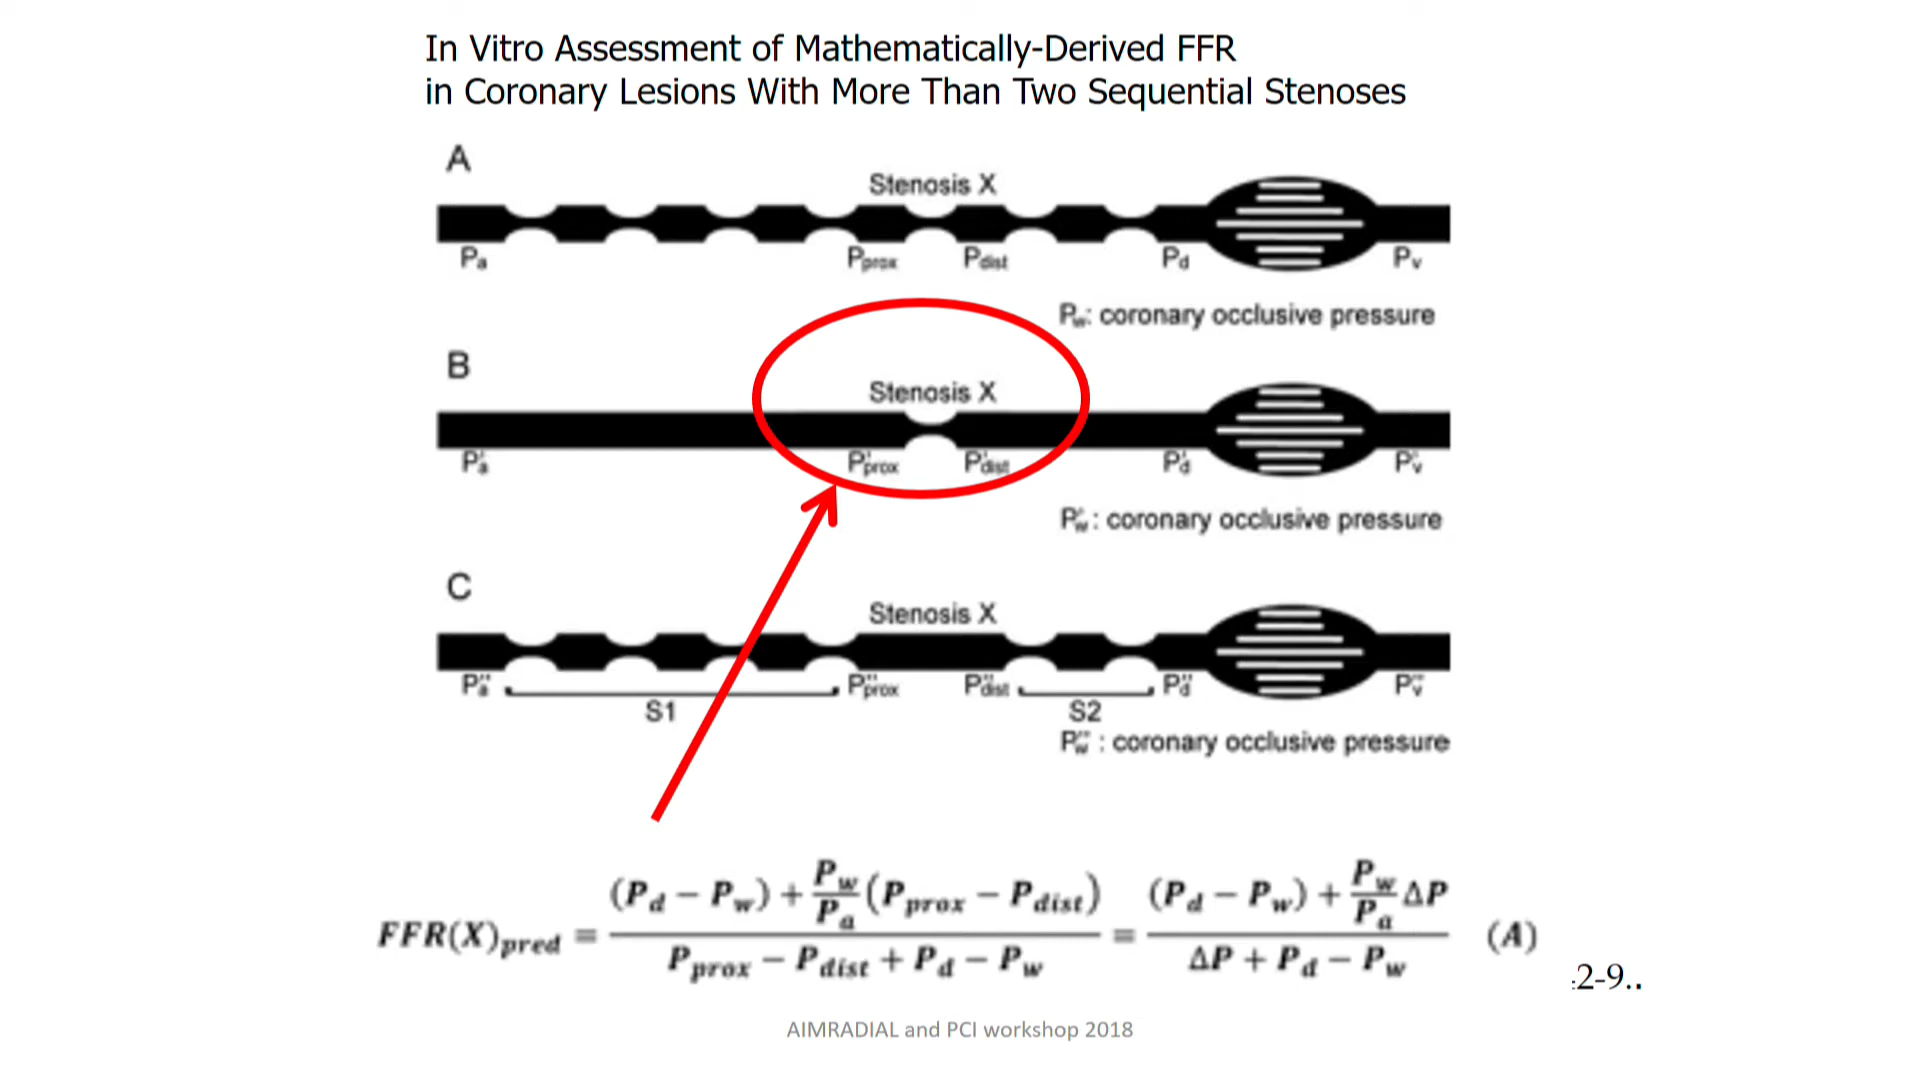 In Vitro Assessment of Mathematically-Derived FFR
in Coronary Lesions With More Than Two Sequential Stenoses
A
Stenosis X
Pa Pprox Pdist Pd Pv
Pw: coronary occlusive pressure
B
Stenosis X
P'a P'prox P'dist P'd P'v
P'w : coronary occlusive pressure
C
Stenosis X
P''a P''prox P''dist P''d P''v
S1 S2
P''w : coronary occlusive pressure
FFR(X)pred = ((Pd − Pw) + Pw/Pa (Pprox − Pdist)) / (Pprox − Pdist + Pd − Pw) = ((Pd − Pw) + Pw/Pa ΔP) / (ΔP + Pd − Pw) (A)
:2-9..
AIMRADIAL and PCI workshop 2018